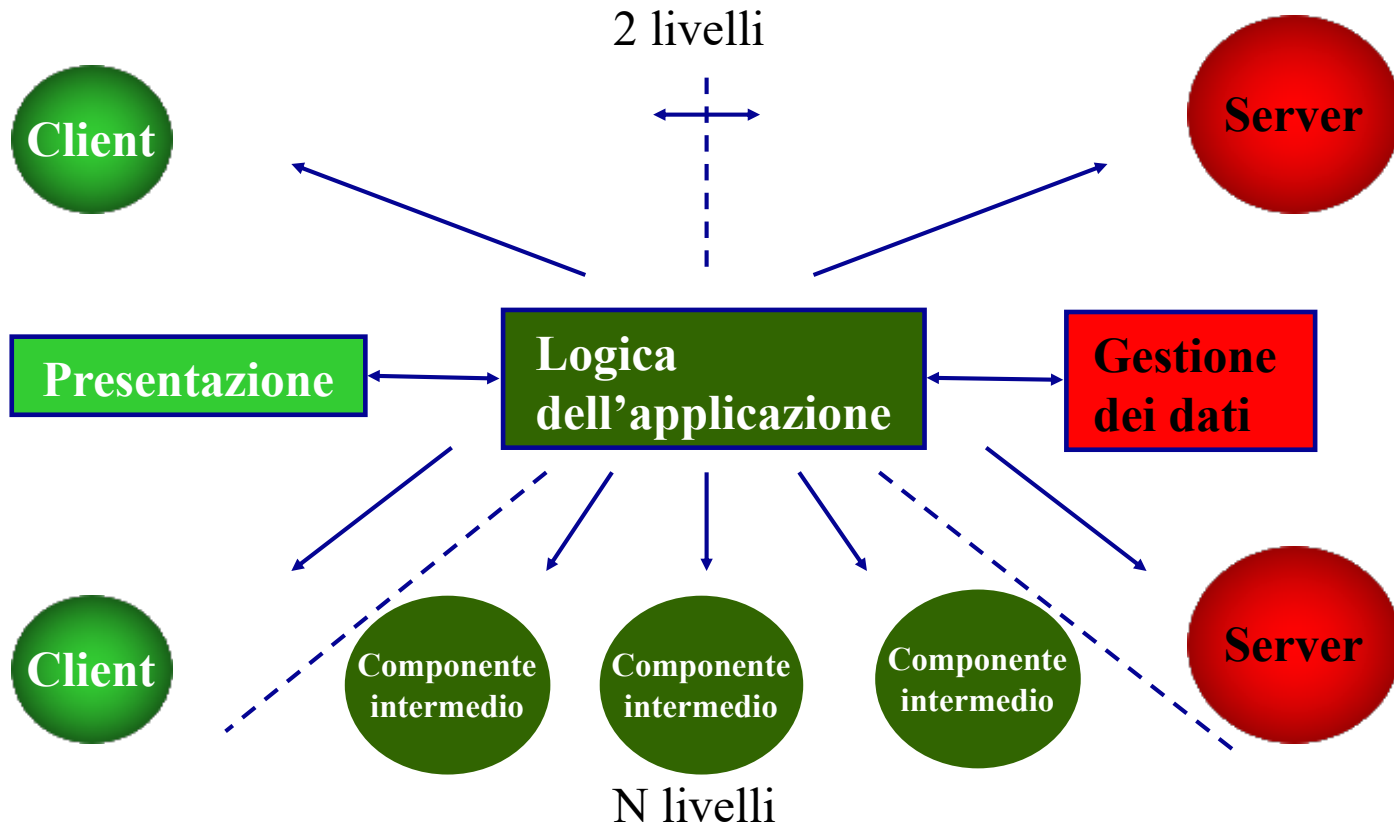 2 livelli
Client
Server
Presentazione
Logica
dell’applicazione
Gestione
dei dati
Client
Componente
intermedio
Componente
intermedio
Componente
intermedio
Server
N livelli